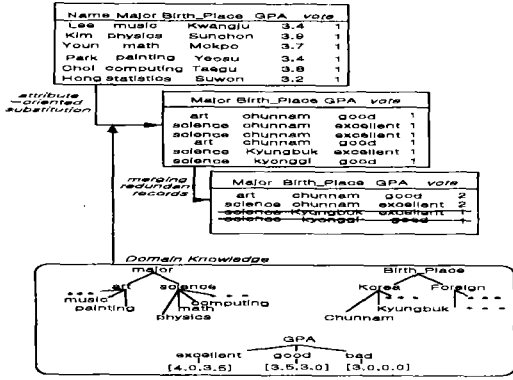 Name Major Birth_Place GPA vote
Lee music Kwangju 3.4 1
Kim physics Sunchon 3.9 1
Youn math Mokpo 3.7 1
Park painting Yeosu 3.4 1
Choi computing Taegu 3.8 1
Hong statistics Suwon 3.2 1
attribute
-oriented
substitution
Major Birth_Place GPA vote
art chunnam good 1
science chunnam excellent 1
science chunnam excellent 1
art chunnam good 1
science Kyungbuk excellent 1
science kyonggi good 1
merging
redundant
records
Major Birth_Place GPA vote
art chunnam good 2
science chunnam excellent 2
science Kyungbuk excellent 1
science kyonggi good 1
Domain Knowledge
major Birth_Place
art science Korea Foreign
music computing
painting math Kyungbuk
physics Chunnam
GPA
excellent good bad
[4.0,3.5] [3.5,3.0] [3.0,0.0]